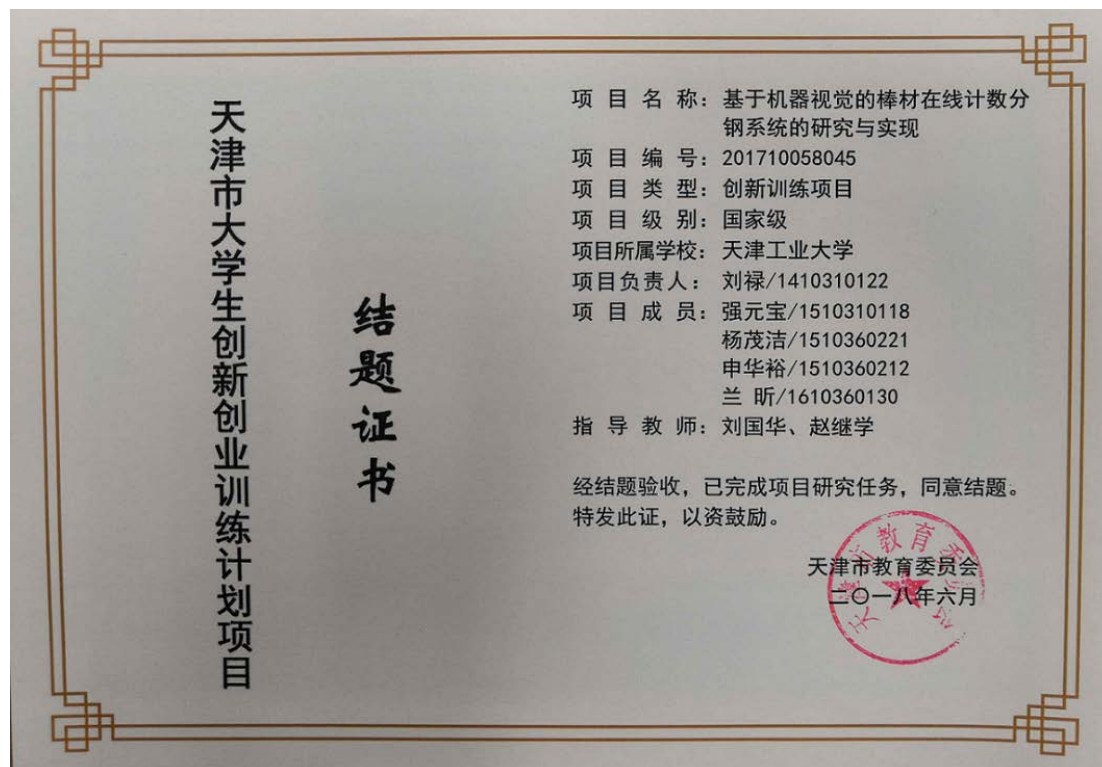 天津市大学生创新创业训练计划项目
结题证书
项目名称：基于机器视觉的棒材在线计数分
钢系统的研究与实现
项目编号：201710058045
项目类型：创新训练项目
项目级别：国家级
项目所属学校：天津工业大学
项目负责人：刘禄/1410310122
项目成员：强元宝/1510310118
杨茂洁/1510360221
申华裕/1510360212
兰 昕/1610360130
指导教师：刘国华、赵继学
经结题验收，已完成项目研究任务，同意结题。
特发此证，以资鼓励。
天津市教育委员会
二〇一八年六月
天津市教育委员会